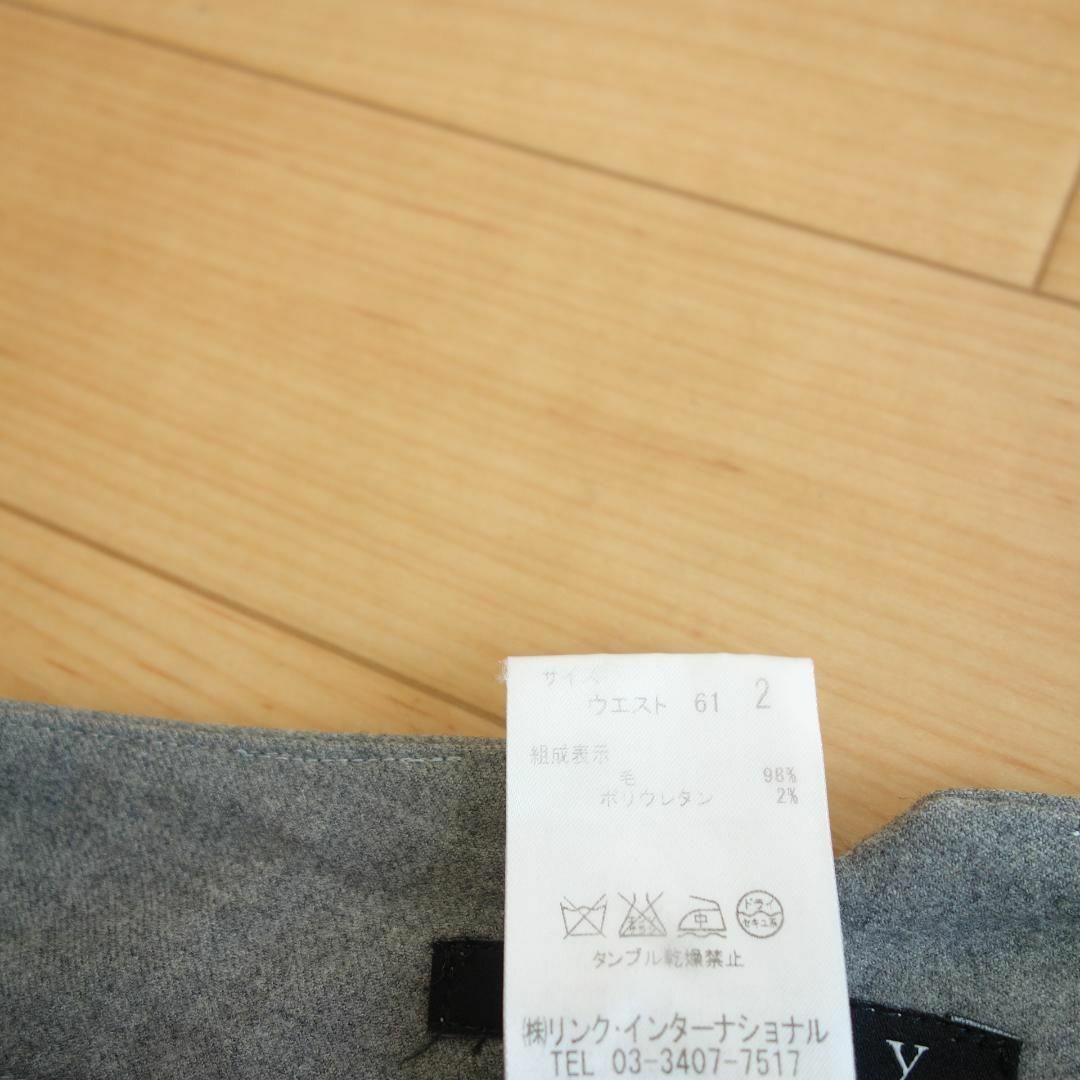 サイズ
ウエスト 61 2
組成表示
毛 98%
ポリウレタン 2%
中
ドライ
セキユ系
タンブル乾燥禁止
㈱リンク・インターナショナル
TEL 03-3407-7517
y